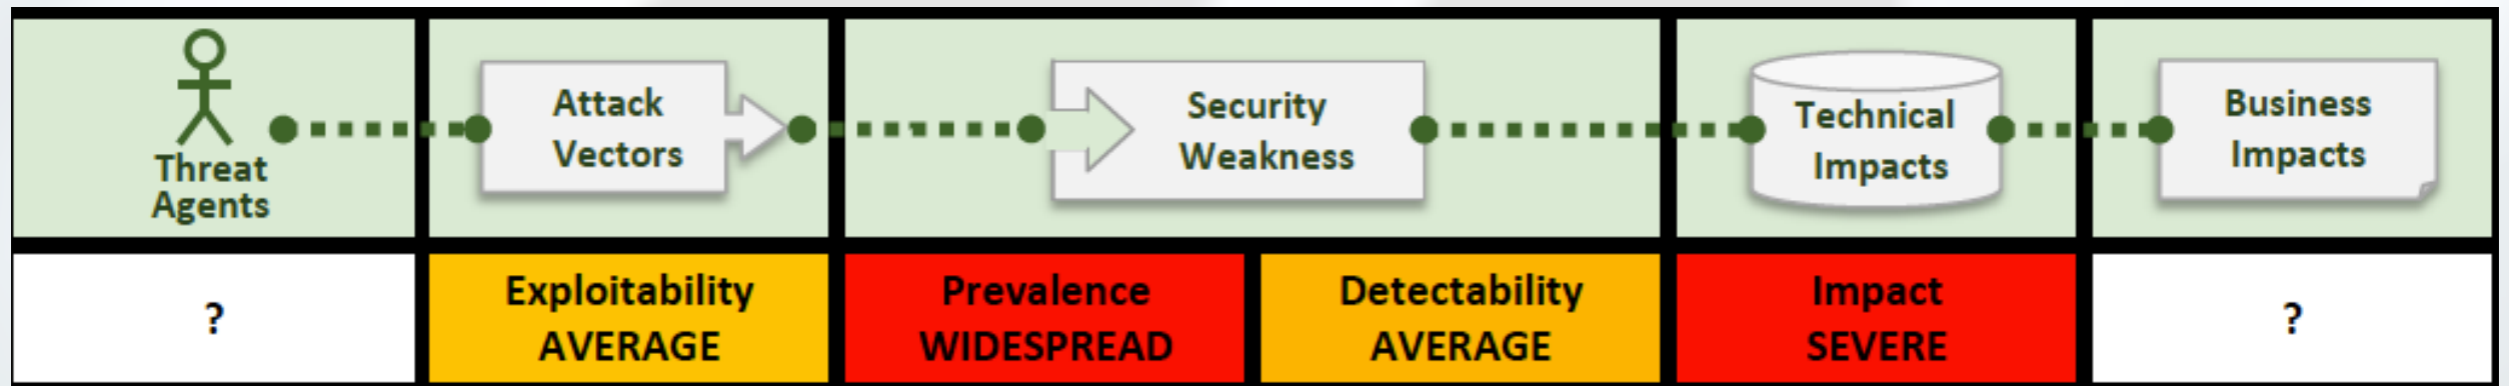 Threat
Agents
Attack
Vectors
Security
Weakness
Technical
Impacts
Business
Impacts
?
Exploitability
AVERAGE
Prevalence
WIDESPREAD
Detectability
AVERAGE
Impact
SEVERE
?